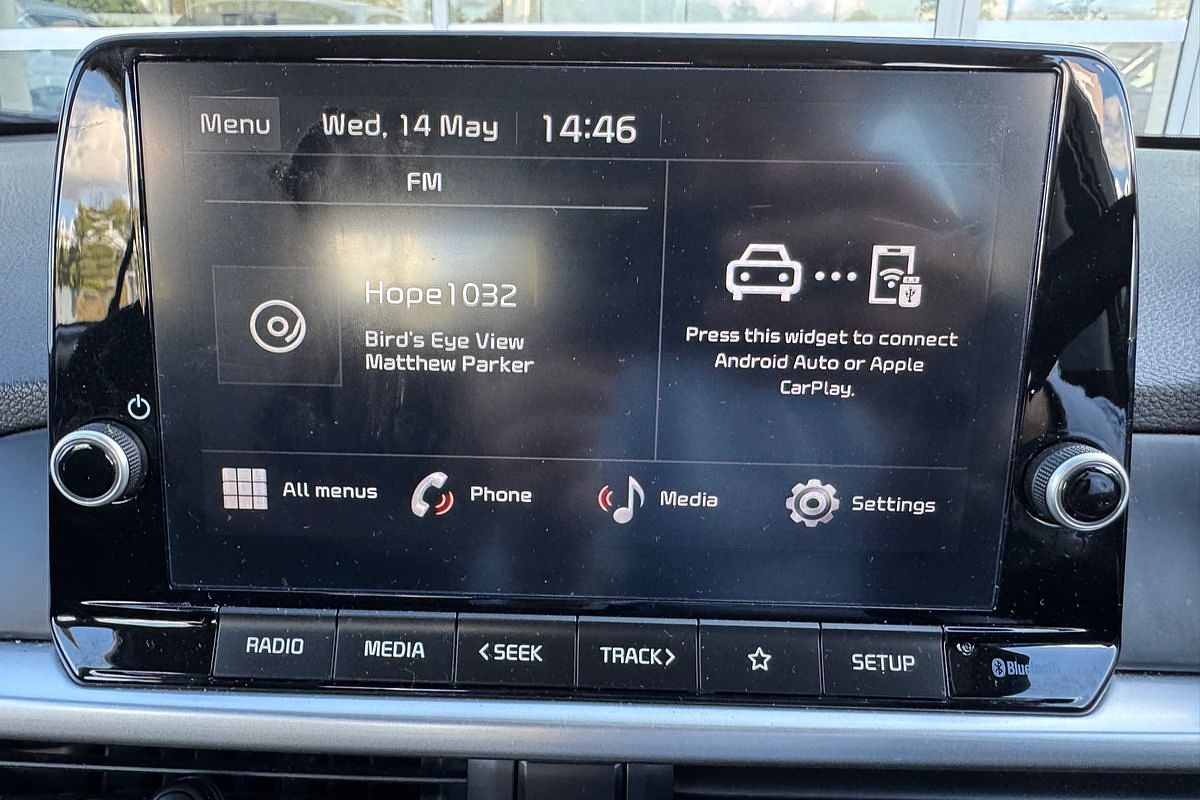 Menu
Wed, 14 May
14:46
FM
Hope1032
Bird's Eye View
Matthew Parker
Press this widget to connect
Android Auto or Apple
CarPlay.
All menus
Phone
Media
Settings
RADIO
MEDIA
<SEEK
TRACK>
SETUP
Bluetooth